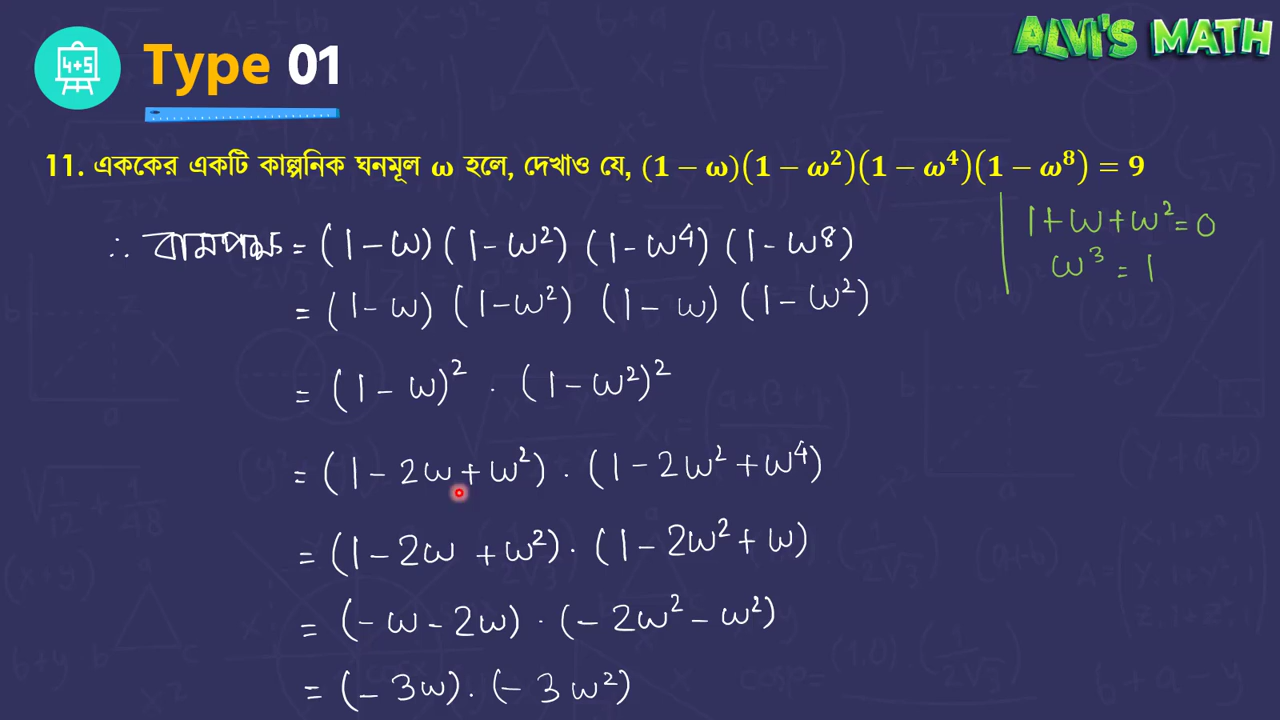 4+5
Type 01
ALVI'S MATH
11. এককের একটি কাল্পনিক ঘনমূল ω হলে, দেখাও যে, (1 − ω)(1 − ω²)(1 − ω⁴)(1 − ω⁸) = 9
1+ω+ω²=0
ω³ = 1
∴ বামপক্ষ = (1−ω) (1−ω²) (1−ω⁴) (1−ω⁸)
= (1−ω) (1−ω²) (1−ω) (1−ω²)
= (1−ω)² · (1−ω²)²
= (1−2ω+ω²) · (1−2ω²+ω⁴)
= (1−2ω+ω²) · (1−2ω²+ω)
= (−ω−2ω) · (−2ω²−ω²)
= (−3ω) · (−3ω²)